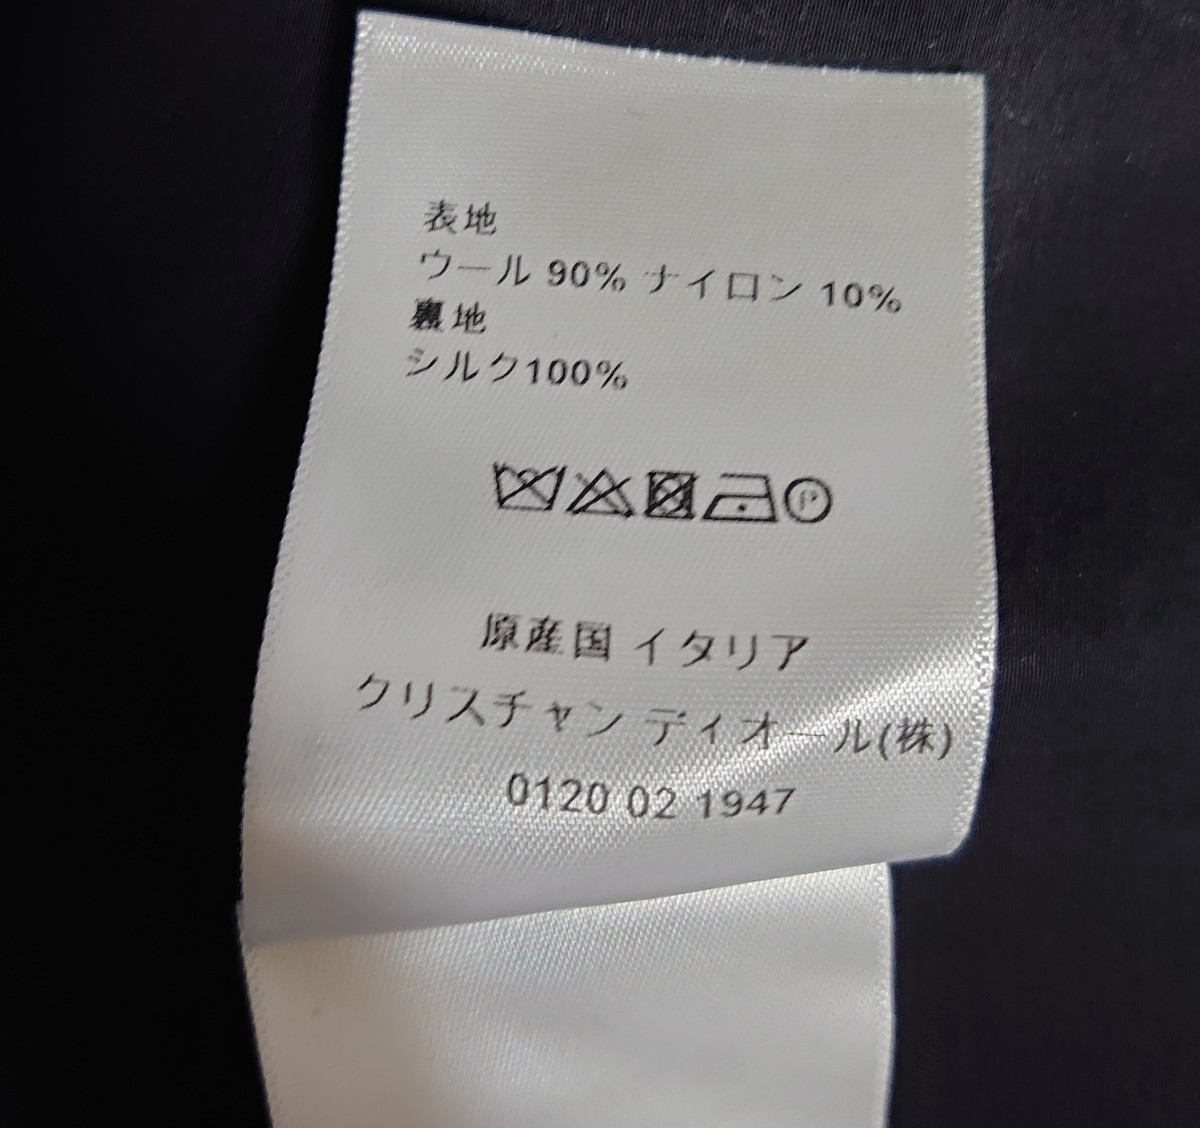 表地
ウール 90% ナイロン 10%
裏地
シルク100%
P
原産国 イタリア
クリスチャン ディオール(株)
0120 02 1947